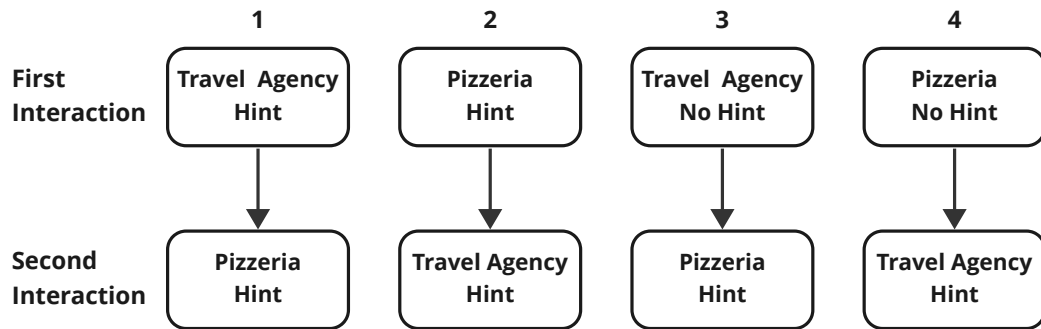 1
2
3
4
First
Interaction
Travel Agency
Hint
Pizzeria
Hint
Travel Agency
No Hint
Pizzeria
No Hint
Second
Interaction
Pizzeria
Hint
Travel Agency
Hint
Pizzeria
Hint
Travel Agency
Hint